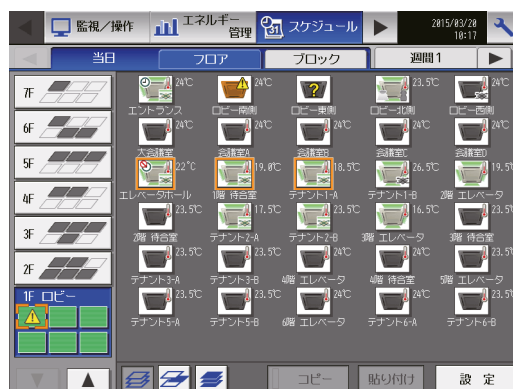 監視/操作
エネルギー
管理
31
スケジュール
2015/03/20
10:17
当日
フロア
ブロック
週間1
7F
6F
5F
4F
3F
2F
1F ロビー
24℃ 24℃ ? 23.5℃ 24℃
エントランス ロビー南側 ロビー東側 ロビー北側 ロビー西側
24℃ 24℃ 24℃ 24℃ 24℃
大会議室 会議室A 会議室B 会議室C 会議室D
22℃ 19.0℃ 18.5℃ 26.5℃ 19.5
エレベータホール 1階 待合室 テナント1-A テナント1-B 2階 エレベータ
23.5℃ 17.5℃ 23.5℃ 16.5℃ 23.5℃
2階 待合室 テナント2-A テナント2-B 3階 エレベータ 3階 待合室
23.5℃ 23.5℃ 24℃ 24℃ 23.5℃
テナント3-A テナント3-B 4階 エレベータ 4階 待合室 5階 エレベータ
23.5℃ 23.5℃ 24℃ 24℃ 23.5℃
テナント5-A テナント5-B 6階 エレベータ テナント6-A テナント6-B
コピー
貼り付け
設 定